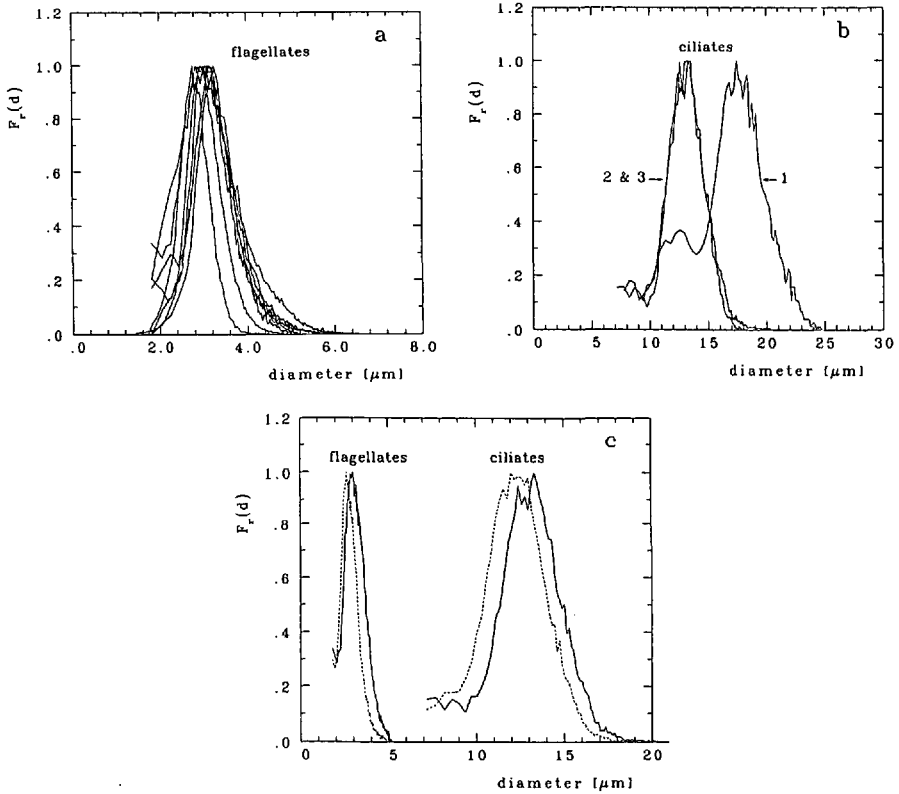 a
flagellates
F_r(d)
1.2
1.0
.8
.6
.4
.2
.0
.0 2.0 4.0 6.0 8.0
diameter [μm]
b
ciliates
F_r(d)
1.2
1.0
.8
.6
.4
.2
.0
2 & 3
1
0 5 10 15 20 25 30
diameter [μm]
c
flagellates ciliates
F_r(d)
1.2
1.0
.8
.6
.4
.2
.0
0 5 10 15 20
diameter [μm]